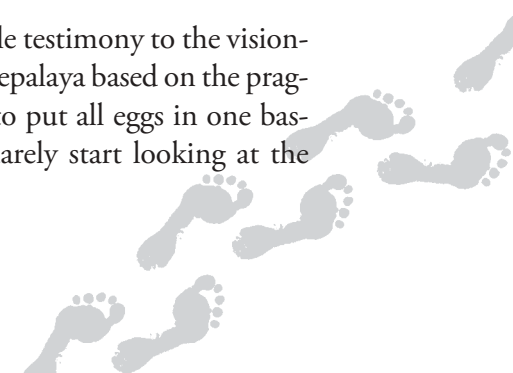 le testimony to the vision-
epalaya based on the prag-
to put all eggs in one bas-
arely start looking at the